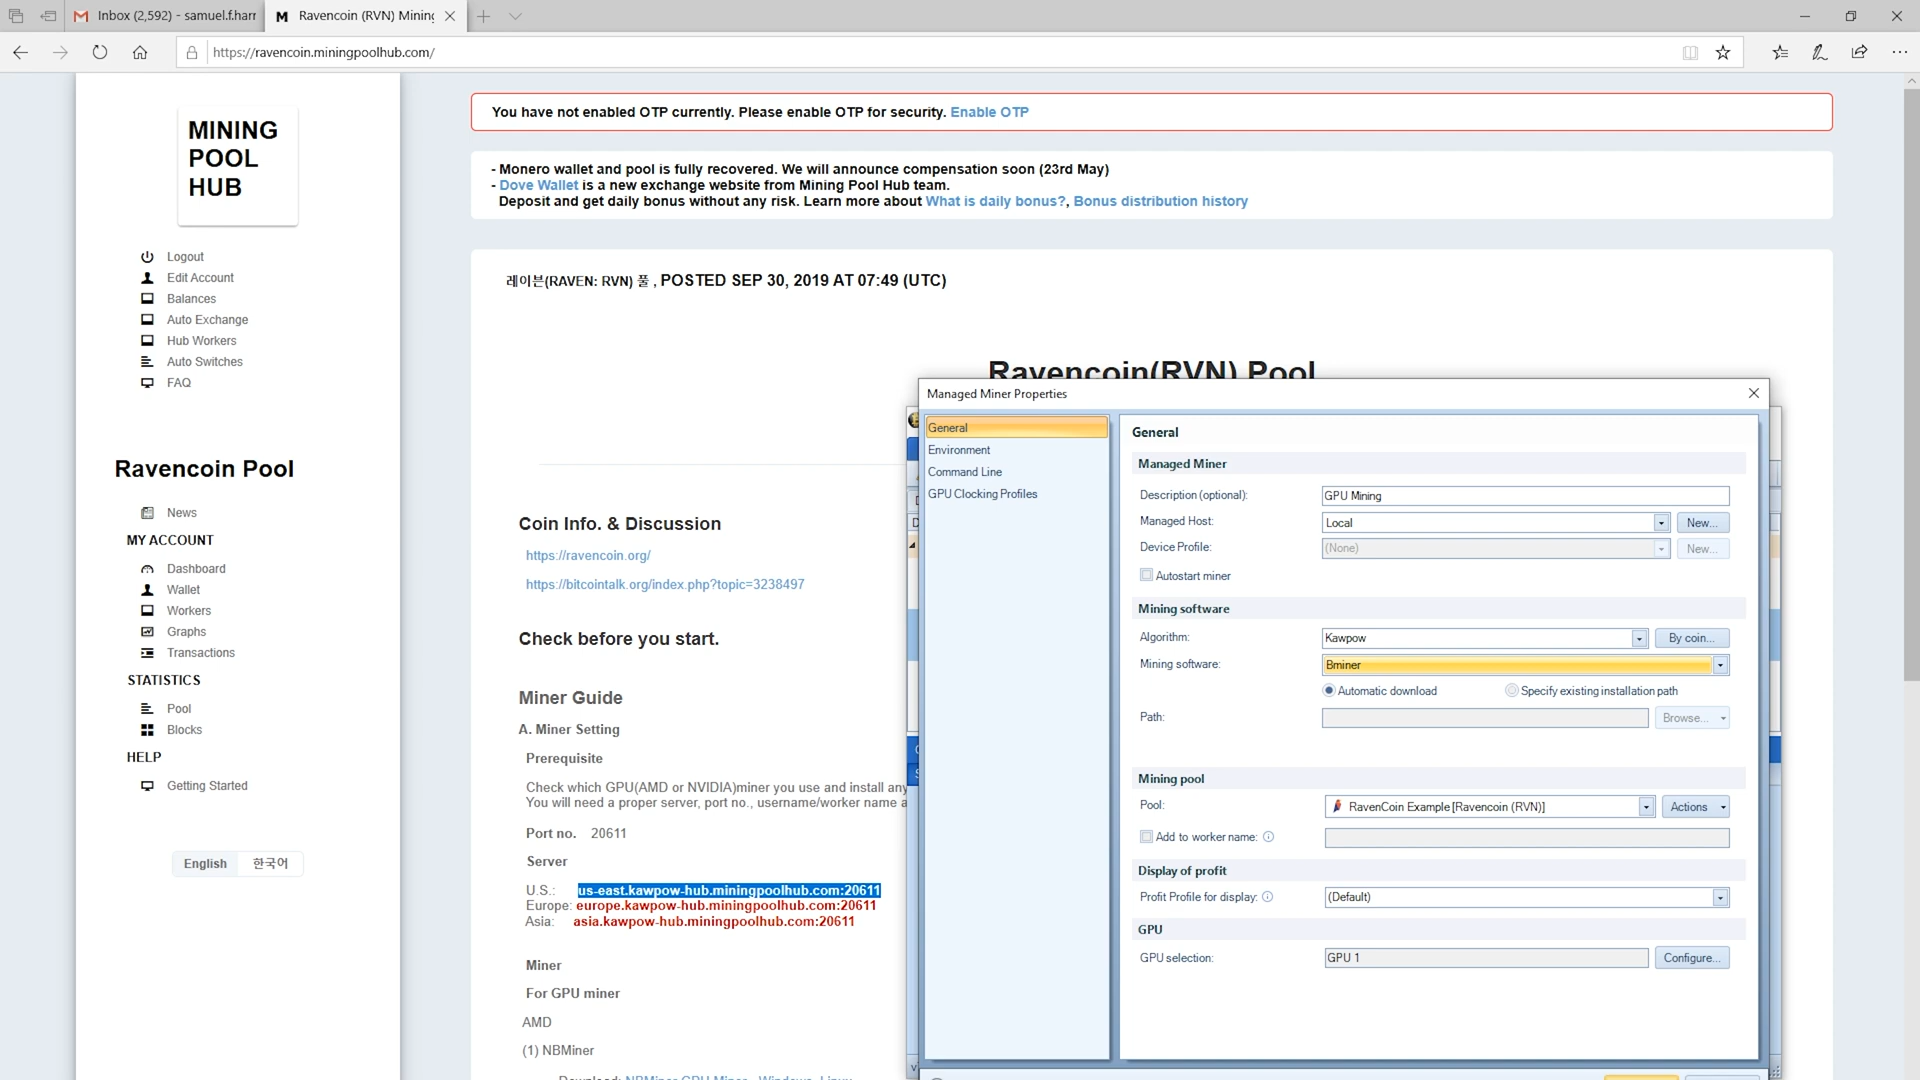 Inbox (2,592) - samuel.f.harr
Ravencoin (RVN) Mining
https://ravencoin.miningpoolhub.com/
MINING
POOL
HUB
Logout
Edit Account
Balances
Auto Exchange
Hub Workers
Auto Switches
FAQ
Ravencoin Pool
News
MY ACCOUNT
Dashboard
Wallet
Workers
Graphs
Transactions
STATISTICS
Pool
Blocks
HELP
Getting Started
English 한국어
You have not enabled OTP currently. Please enable OTP for security. Enable OTP
- Monero wallet and pool is fully recovered. We will announce compensation soon (23rd May)
- Dove Wallet is a new exchange website from Mining Pool Hub team.
Deposit and get daily bonus without any risk. Learn more about What is daily bonus?, Bonus distribution history
레이븐(RAVEN: RVN) 풀 , POSTED SEP 30, 2019 AT 07:49 (UTC)
Ravencoin(RVN) Pool
Coin Info. & Discussion
https://ravencoin.org/
https://bitcointalk.org/index.php?topic=3238497
Check before you start.
Miner Guide
A. Miner Setting
Prerequisite
Check which GPU(AMD or NVIDIA)miner you use and install any
You will need a proper server, port no., username/worker name a
Port no. 20611
Server
U.S.: us-east.kawpow-hub.miningpoolhub.com:20611
Europe: europe.kawpow-hub.miningpoolhub.com:20611
Asia: asia.kawpow-hub.miningpoolhub.com:20611
Miner
For GPU miner
AMD
(1) NBMiner
Download: NBMiner GPU Miner - Windows, Linux
Managed Miner Properties
General
Environment
Command Line
GPU Clocking Profiles
General
Managed Miner
Description (optional): GPU Mining
Managed Host: Local New...
Device Profile: (None) New...
Autostart miner
Mining software
Algorithm: Kawpow By coin...
Mining software: Bminer
Automatic download Specify existing installation path
Path: Browse...
Mining pool
Pool: RavenCoin Example [Ravencoin (RVN)] Actions
Add to worker name:
Display of profit
Profit Profile for display: (Default)
GPU
GPU selection: GPU 1 Configure...